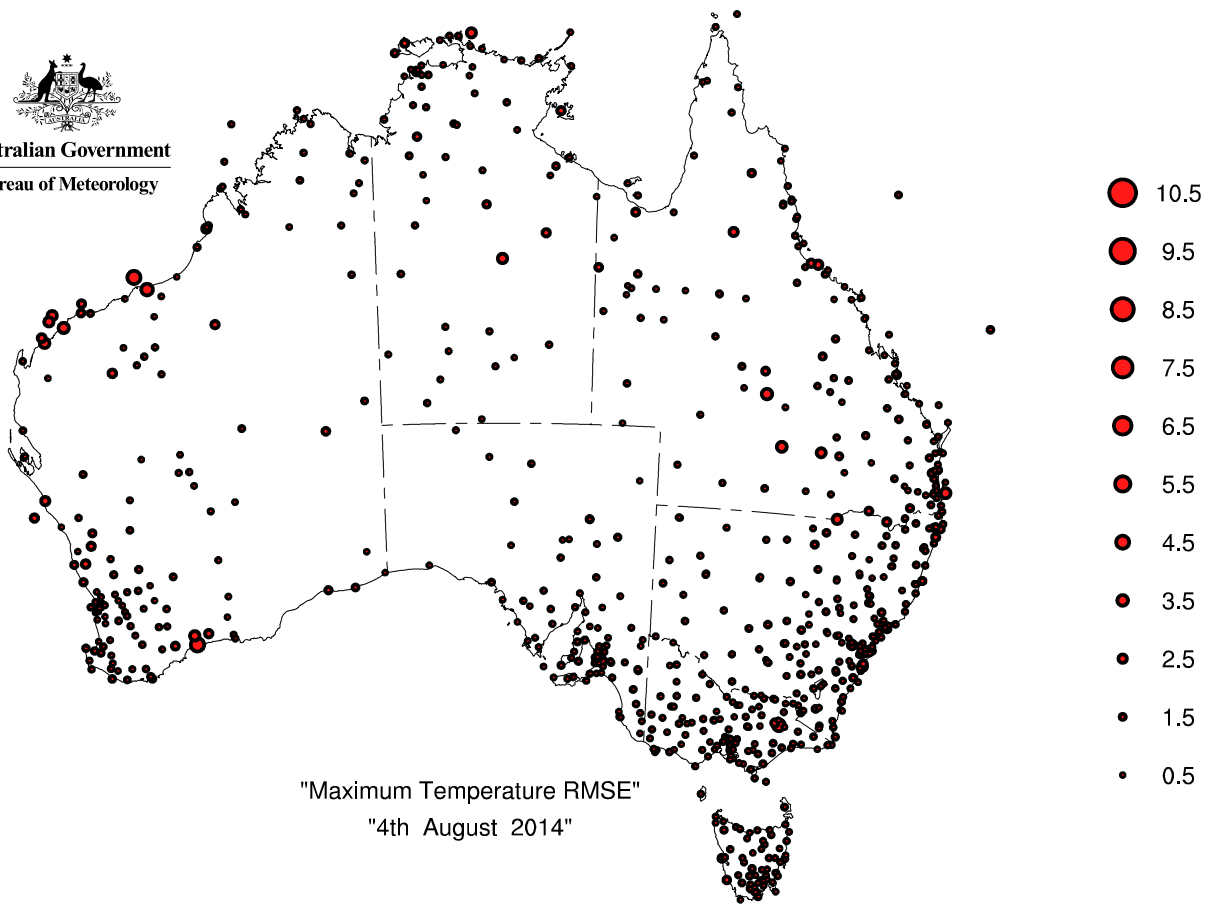 AUSTRALIA
tralian Government
reau of Meteorology
10.5
9.5
8.5
7.5
6.5
5.5
4.5
3.5
2.5
1.5
0.5
"Maximum Temperature RMSE"
"4th August 2014"